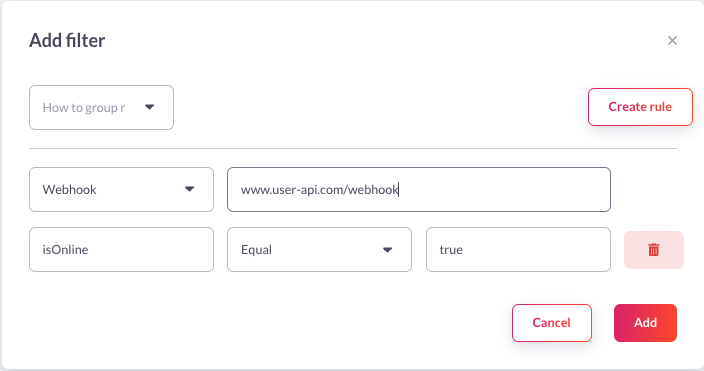 Add filter
How to group r
Create rule
Webhook
www.user-api.com/webhook
isOnline
Equal
true
Cancel
Add